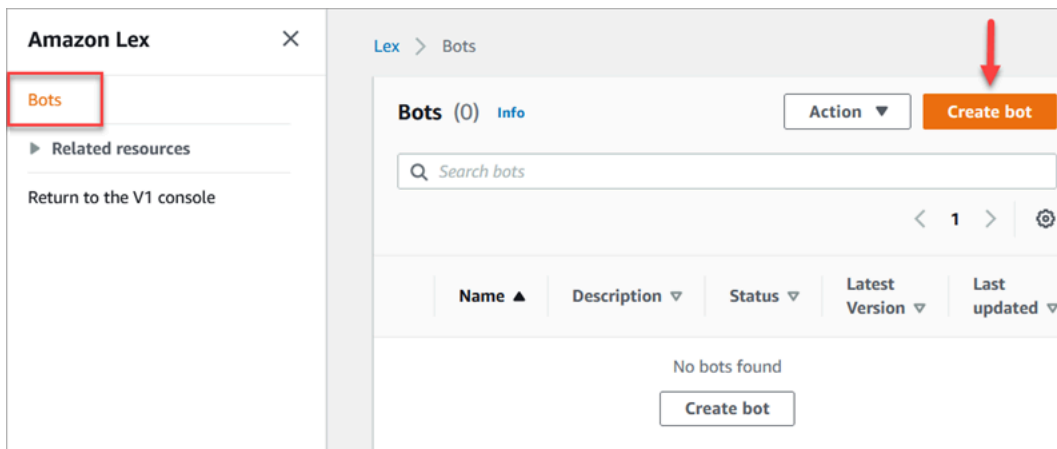 Amazon Lex
Bots
Related resources
Return to the V1 console
Lex > Bots
Bots (0) Info
Action
Create bot
Search bots
1
Name
Description
Status
Latest
Version
Last
updated
No bots found
Create bot